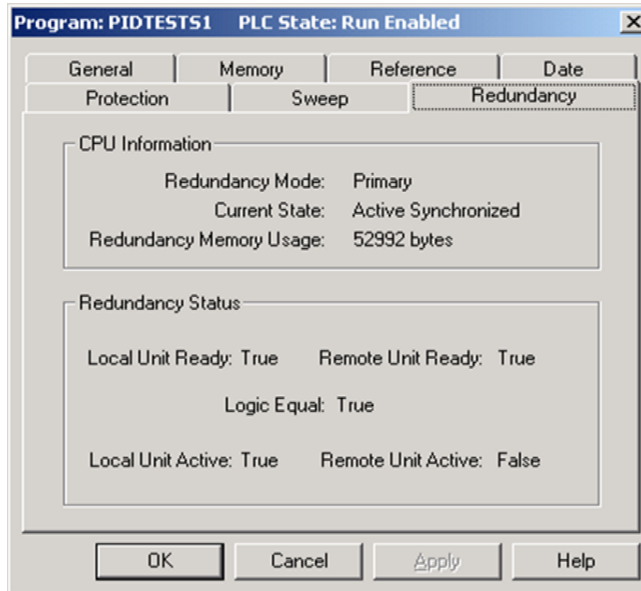 Program: PIDTESTS1 PLC State: Run Enabled
General Memory Reference Date
Protection Sweep Redundancy
CPU Information
Redundancy Mode: Primary
Current State: Active Synchronized
Redundancy Memory Usage: 52992 bytes
Redundancy Status
Local Unit Ready: True Remote Unit Ready: True
Logic Equal: True
Local Unit Active: True Remote Unit Active: False
OK Cancel Apply Help